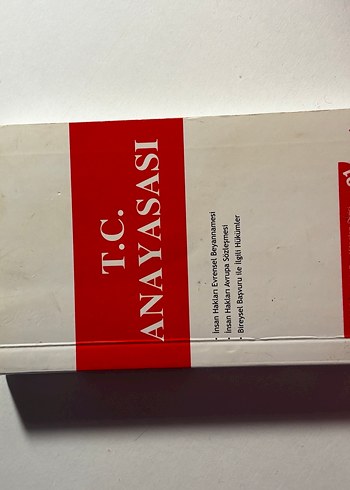 T.C.
ANAYASASI
• İnsan Hakları Evrensel Beyannamesi
• İnsan Hakları Avrupa Sözleşmesi
• Bireysel Başvuru ile İlgili Hükümler